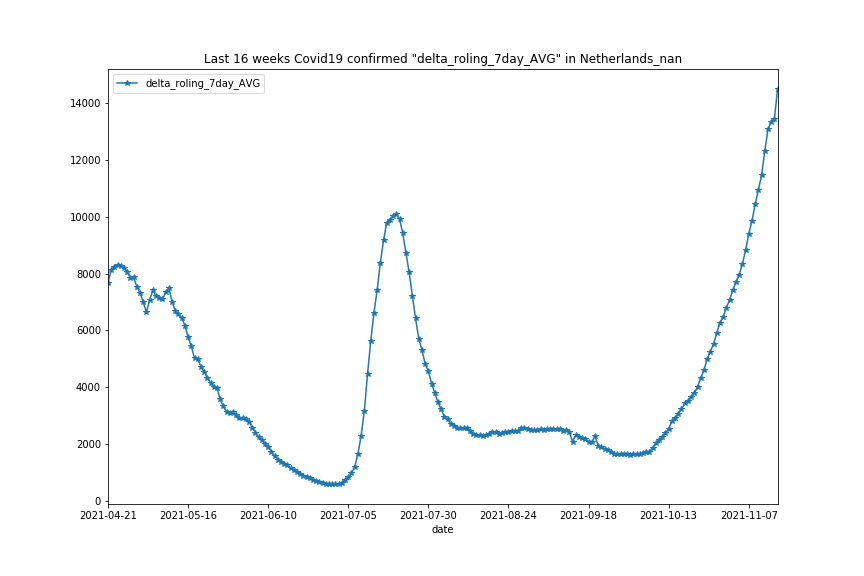 Last 16 weeks Covid19 confirmed "delta_roling_7day_AVG" in Netherlands_nan
delta_roling_7day_AVG
14000
12000
10000
8000
6000
4000
2000
0
2021-04-21 2021-05-16 2021-06-10 2021-07-05 2021-07-30 2021-08-24 2021-09-18 2021-10-13 2021-11-07
date